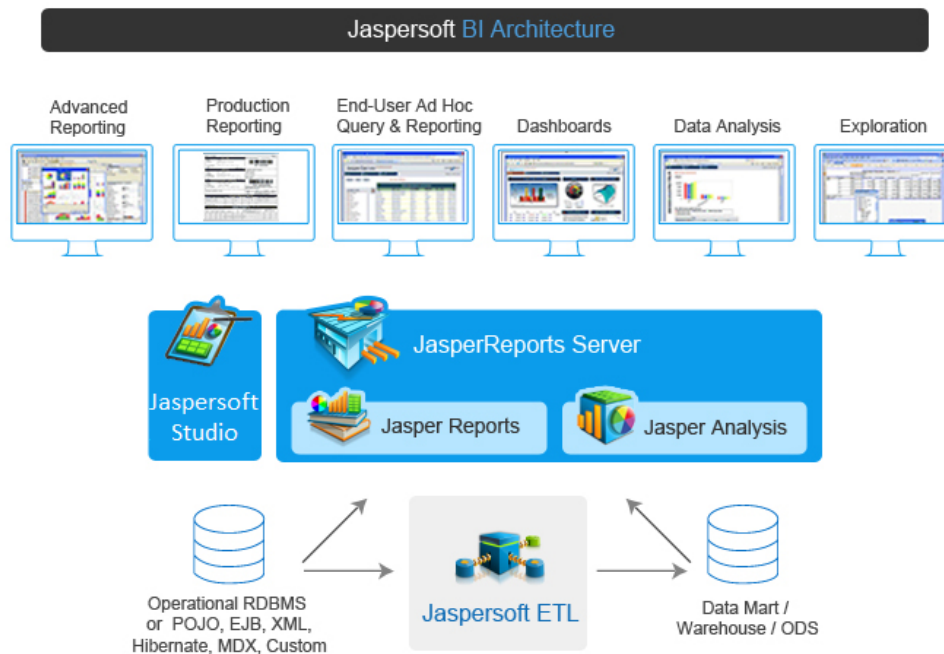 Jaspersoft BI Architecture
Advanced
Reporting
Production
Reporting
End-User Ad Hoc
Query & Reporting
Dashboards
Data Analysis
Exploration
Jaspersoft
Studio
JasperReports Server
Jasper Reports
Jasper Analysis
Operational RDBMS
or POJO, EJB, XML,
Hibernate, MDX, Custom
Jaspersoft ETL
Data Mart /
Warehouse / ODS